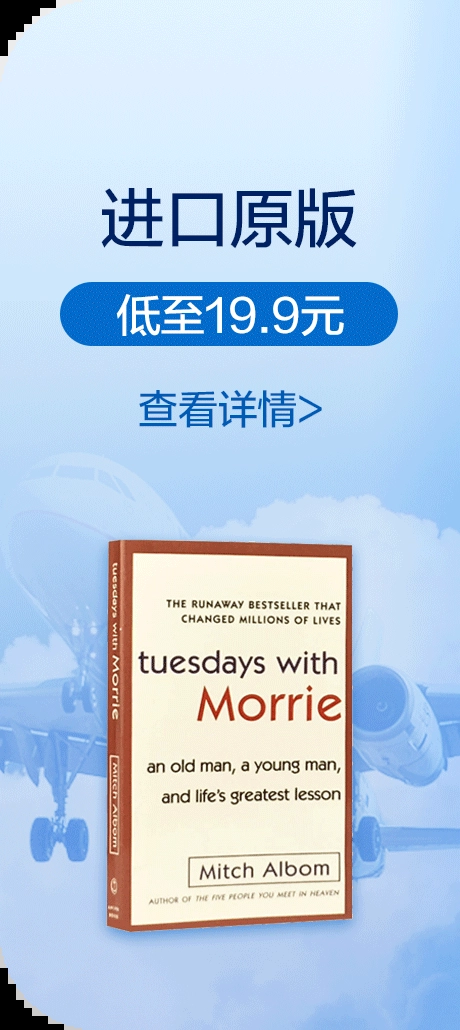 进口原版
低至19.9元
查看详情>
THE RUNAWAY BESTSELLER THAT
CHANGED MILLIONS OF LIVES
tuesdays with
Morrie
an old man, a young man,
and life's greatest lesson
Mitch Albom
AUTHOR OF THE FIVE PEOPLE YOU MEET IN HEAVEN
tuesdays with Morrie
Mitch Albom